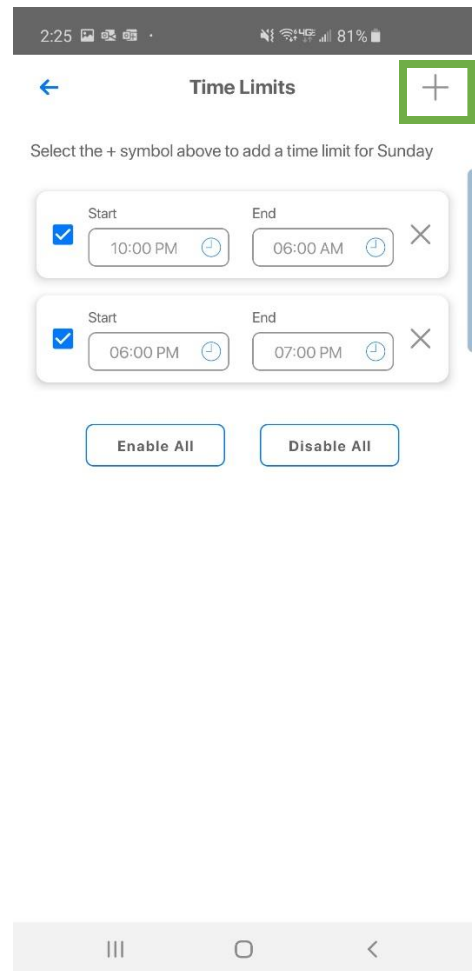 2:25 81%
Time Limits
Select the + symbol above to add a time limit for Sunday
Start End
10:00 PM 06:00 AM
Start End
06:00 PM 07:00 PM
Enable All Disable All